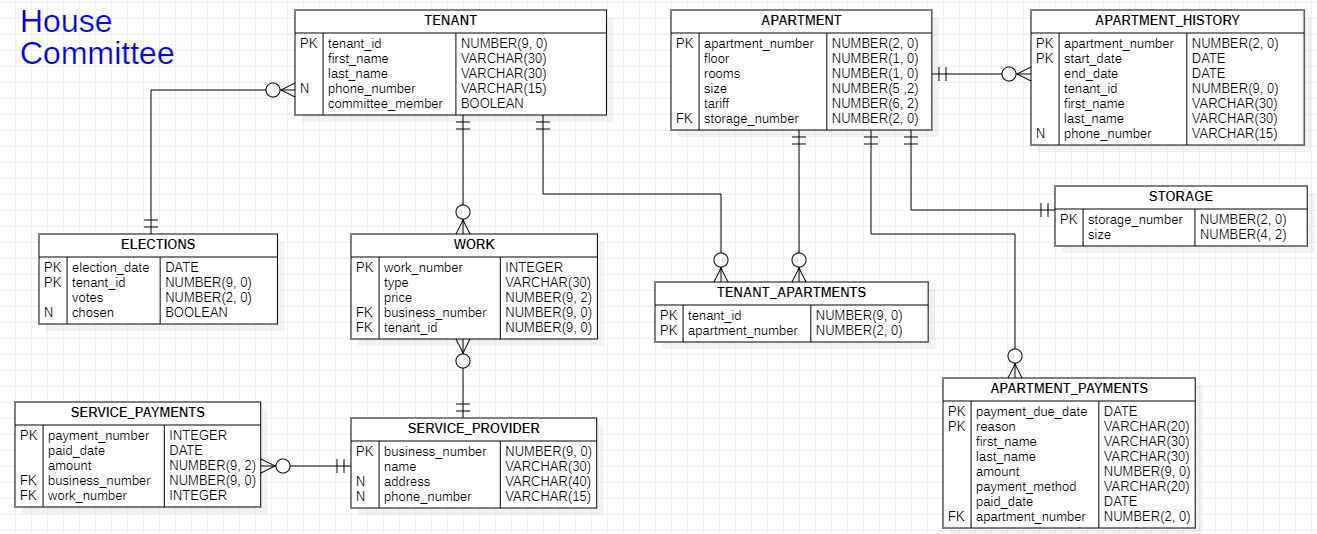 House
Committee
TENANT
PK tenant_id NUMBER(9, 0)
first_name VARCHAR(30)
last_name VARCHAR(30)
N phone_number VARCHAR(15)
committee_member BOOLEAN
APARTMENT
PK apartment_number NUMBER(2, 0)
floor NUMBER(1, 0)
rooms NUMBER(1, 0)
size NUMBER(5 ,2)
tariff NUMBER(6, 2)
FK storage_number NUMBER(2, 0)
APARTMENT_HISTORY
PK apartment_number NUMBER(2, 0)
PK start_date DATE
end_date DATE
tenant_id NUMBER(9, 0)
first_name VARCHAR(30)
last_name VARCHAR(30)
N phone_number VARCHAR(15)
STORAGE
PK storage_number NUMBER(2, 0)
size NUMBER(4, 2)
ELECTIONS
PK election_date DATE
PK tenant_id NUMBER(9, 0)
votes NUMBER(2, 0)
N chosen BOOLEAN
WORK
PK work_number INTEGER
type VARCHAR(30)
price NUMBER(9, 2)
FK business_number NUMBER(9, 0)
FK tenant_id NUMBER(9, 0)
TENANT_APARTMENTS
PK tenant_id NUMBER(9, 0)
PK apartment_number NUMBER(2, 0)
APARTMENT_PAYMENTS
PK payment_due_date DATE
PK reason VARCHAR(20)
first_name VARCHAR(30)
last_name VARCHAR(30)
amount NUMBER(9, 0)
payment_method VARCHAR(20)
paid_date DATE
FK apartment_number NUMBER(2, 0)
SERVICE_PAYMENTS
PK payment_number INTEGER
paid_date DATE
amount NUMBER(9, 2)
FK business_number NUMBER(9, 0)
FK work_number INTEGER
SERVICE_PROVIDER
PK business_number NUMBER(9, 0)
name VARCHAR(30)
N address VARCHAR(40)
N phone_number VARCHAR(15)